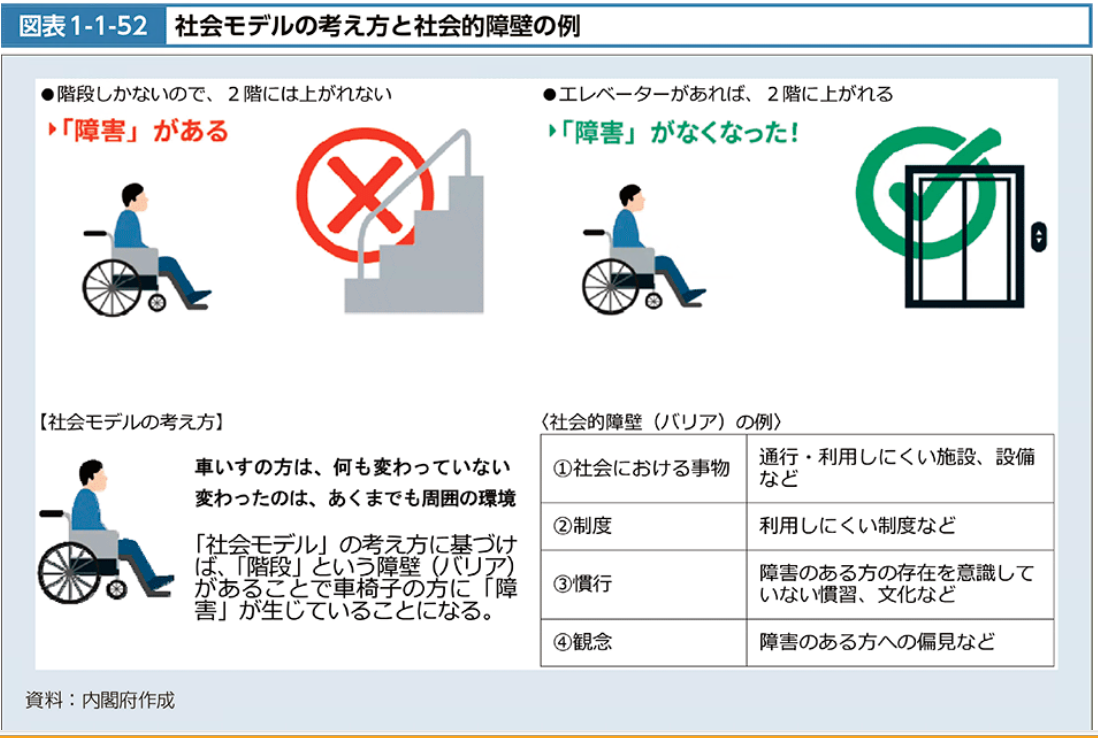 図表1-1-52 社会モデルの考え方と社会的障壁の例
●階段しかないので、2階には上がれない
「障害」がある
●エレベーターがあれば、2階に上がれる
「障害」がなくなった!
【社会モデルの考え方】
車いすの方は、何も変わっていない
変わったのは、あくまでも周囲の環境
「社会モデル」の考え方に基づけ
ば、「階段」という障壁(バリア)
があることで車椅子の方に「障
害」が生じていることになる。
〈社会的障壁(バリア)の例〉
①社会における事物 通行・利用しにくい施設、設備
など
②制度 利用しにくい制度など
③慣行 障害のある方の存在を意識して
いない慣習、文化など
④観念 障害のある方への偏見など
資料:内閣府作成